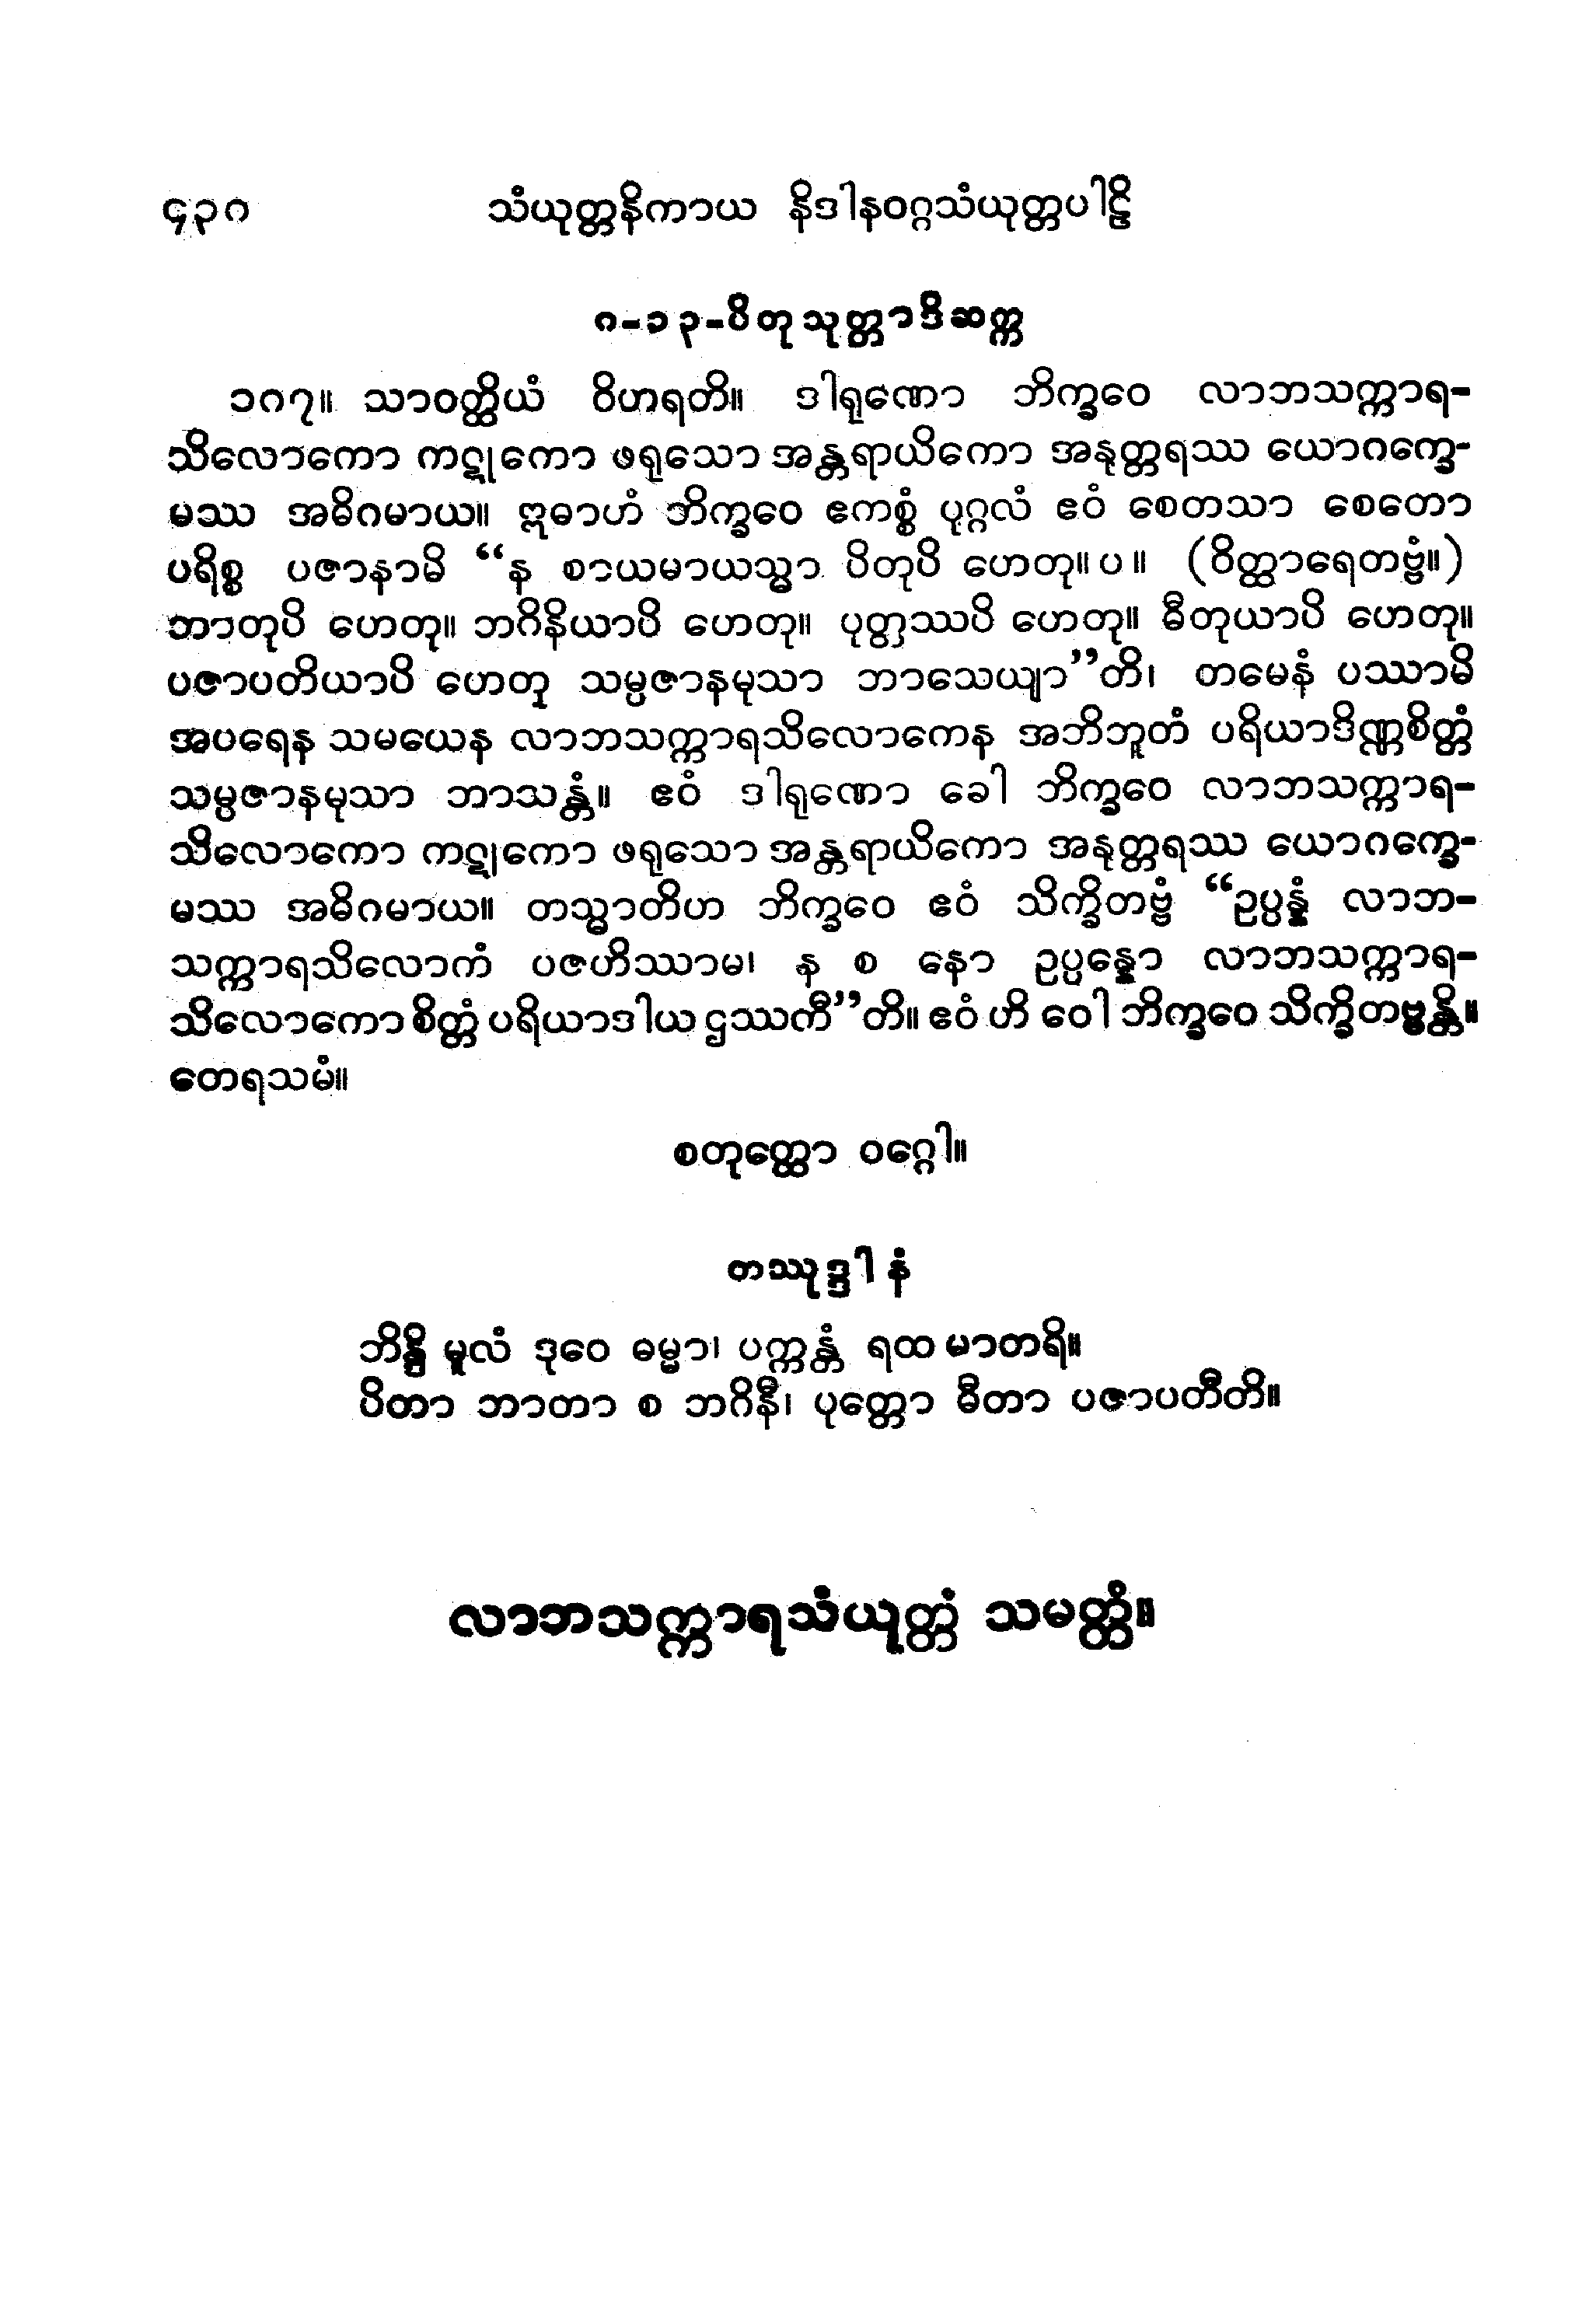 ၄၃၈ သံယုတ္တနိကာယ နိဒါနဝဂ္ဂသံယုတ္တပါဠိ
၈-၁၃-ပိတုသုတ္တာဒိဆက္က
၁၈၇။ သာဝတ္ထိယံ ဝိဟရတိ။ ဒါရုဏော ဘိက္ခဝေ လာဘသက္ကာရ-
သိလောကော ကဋုကော ဖရုသော အန္တရာယိကော အနုတ္တရဿ ယောဂက္ခေ-
မဿ အဓိဂမာယ။ ဣဓာဟံ ဘိက္ခဝေ ဧကစ္စံ ပုဂ္ဂလံ ဧဝံ စေတသာ စေတော
ပရိစ္စ ပဇာနာမိ “န စာယမာယသ္မာ ပိတုပိ ဟေတု။ ပ ။ (ဝိတ္ထာရေတဗ္ဗံ။)
ဘာတုပိ ဟေတု။ ဘဂိနိယာပိ ဟေတု။ ပုတ္တဿပိ ဟေတု။ ဓီတုယာပိ ဟေတု။
ပဇာပတိယာပိ ဟေတု သမ္ပဇာနမုသာ ဘာသေယျာ”တိ၊ တမေနံ ပဿာမိ
အပရေန သမယေန လာဘသက္ကာရသိလောကေန အဘိဘူတံ ပရိယာဒိဏ္ဏစိတ္တံ
သမ္ပဇာနမုသာ ဘာသန္တံ။ ဧဝံ ဒါရုဏော ခေါ ဘိက္ခဝေ လာဘသက္ကာရ-
သိလောကော ကဋုကော ဖရုသော အန္တရာယိကော အနုတ္တရဿ ယောဂက္ခေ-
မဿ အဓိဂမာယ။ တသ္မာတိဟ ဘိက္ခဝေ ဧဝံ သိက္ခိတဗ္ဗံ “ဥပ္ပန္နံ လာဘ-
သက္ကာရသိလောကံ ပဇဟိဿာမ၊ န စ နော ဥပ္ပန္နော လာဘသက္ကာရ-
သိလောကော စိတ္တံ ပရိယာဒါယ ဌဿတီ”တိ။ ဧဝံ ဟိ ဝေါ ဘိက္ခဝေ သိက္ခိတဗ္ဗန္တိ။
တေရသမံ။
စတုတ္ထော ဝဂ္ဂေါ။
တဿုဒ္ဒါနံ
ဘိန္ဒိ မူလံ ဒုဝေ ဓမ္မာ၊ ပက္ကန္တံ ရထ မာတရိ။
ပိတာ ဘာတာ စ ဘဂိနီ၊ ပုတ္တော ဓီတာ ပဇာပတီတိ။
လာဘသက္ကာရသံယုတ္တံ သမတ္တံ။